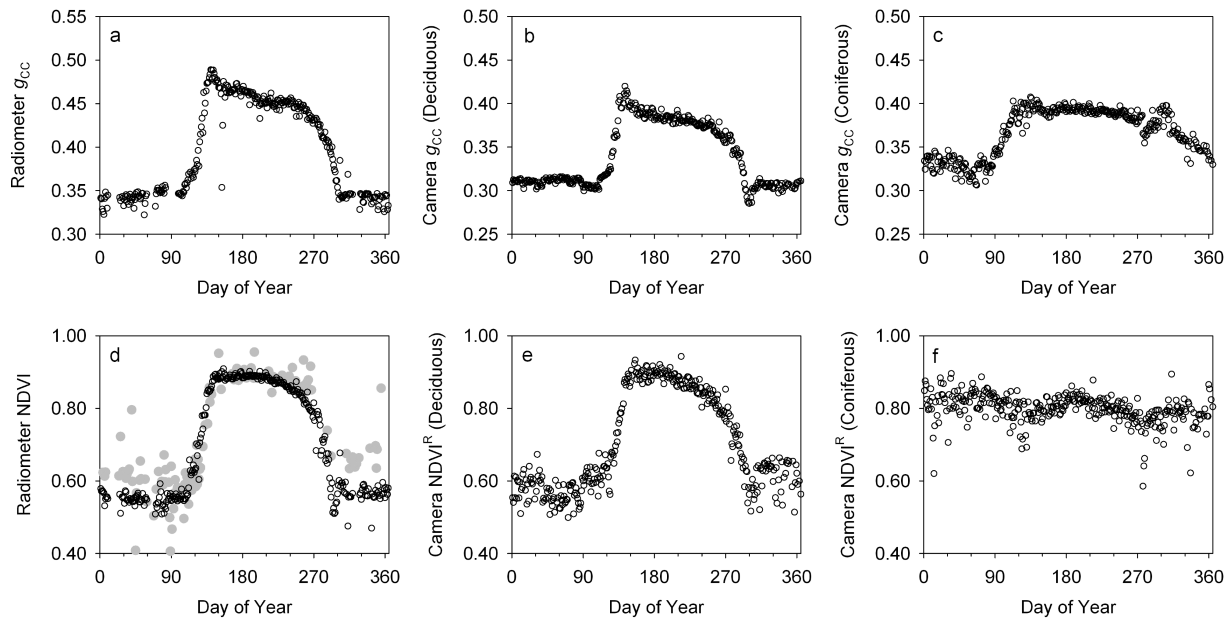 a
Radiometer gCC
0.55
0.50
0.45
0.40
0.35
0.30
0 90 180 270 360
Day of Year
b
Camera gCC (Deciduous)
0.50
0.45
0.40
0.35
0.30
0.25
0 90 180 270 360
Day of Year
c
Camera gCC (Coniferous)
0.50
0.45
0.40
0.35
0.30
0.25
0 90 180 270 360
Day of Year
d
Radiometer NDVI
1.00
0.80
0.60
0.40
0 90 180 270 360
Day of Year
e
Camera NDVI^R (Deciduous)
1.00
0.80
0.60
0.40
0 90 180 270 360
Day of Year
f
Camera NDVI^R (Coniferous)
1.00
0.80
0.60
0.40
0 90 180 270 360
Day of Year